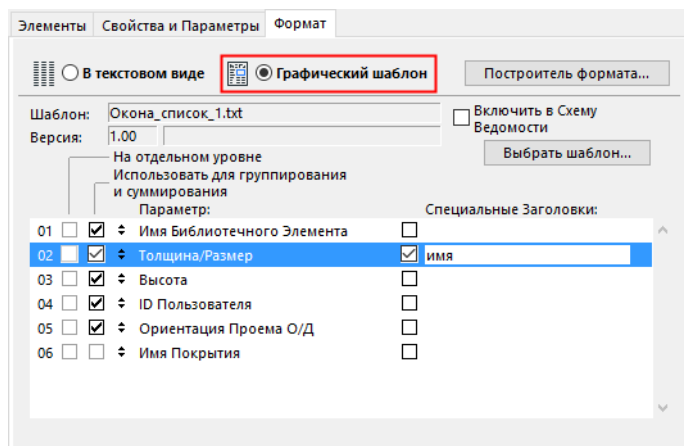 Элементы Свойства и Параметры Формат
В текстовом виде Графический шаблон Построитель формата...
Шаблон: Окона_список_1.txt Включить в Схему Ведомости
Версия: 1.00 Выбрать шаблон...
На отдельном уровне
Использовать для группирования
и суммирования
Параметр: Специальные Заголовки:
01 Имя Библиотечного Элемента
02 Толщина/Размер имя
03 Высота
04 ID Пользователя
05 Ориентация Проема О/Д
06 Имя Покрытия